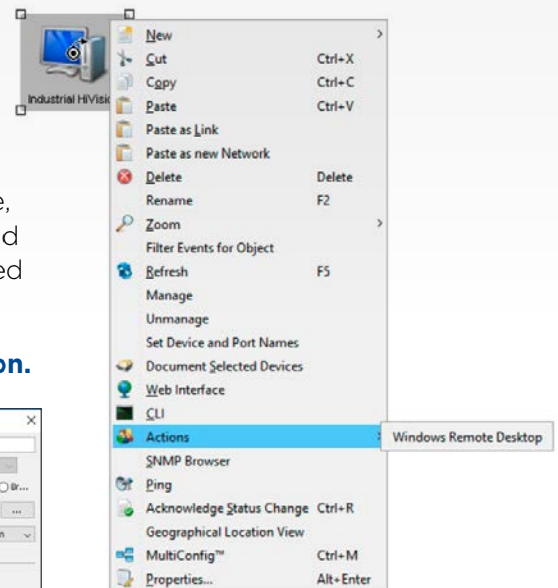 Industrial HiVisio
New
Cut Ctrl+X
Copy Ctrl+C
Paste Ctrl+V
Paste as Link
Paste as new Network
Delete Delete
Rename F2
Zoom
Filter Events for Object
Refresh F5
Manage
Unmanage
Set Device and Port Names
Document Selected Devices
Web Interface
CLI
Actions
Windows Remote Desktop
SNMP Browser
Ping
Acknowledge Status Change Ctrl+R
Geographical Location View
MultiConfig™ Ctrl+M
Properties... Alt+Enter
e,
d
ed
on.
...